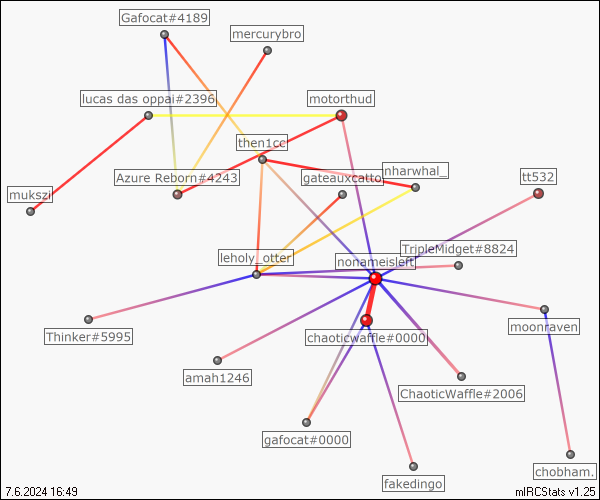 Gafocat#4189
mercurybro
lucas das oppai#2396
motorthud
then1cc
mukszi
Azure Reborn#4243
gateauxcatto
nharwhal_
tt532
leholy_otter
nonameisleft
TripleMidget#8824
Thinker#5995
chaoticwaffle#0000
moonraven
amah1246
ChaoticWaffle#2006
gafocat#0000
fakedingo
chobham.
7.6.2024 16:49
mIRCStats v1.25